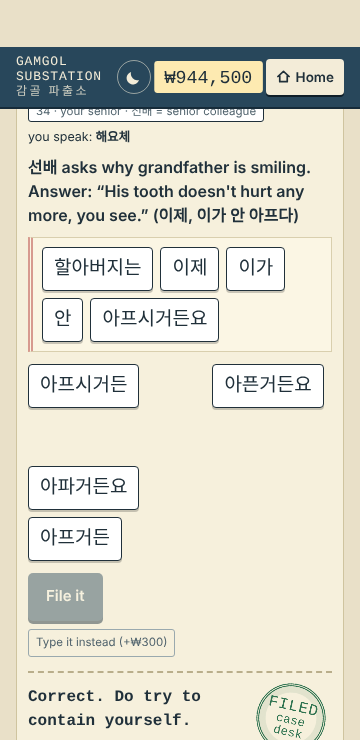 GAMGOL
SUBSTATION
감골 파출소
₩944,500
Home
34 · your senior · 선배 = senior colleague
you speak: 해요체
선배 asks why grandfather is smiling.
Answer: “His tooth doesn't hurt any
more, you see.” (이제, 이가 안 아프다)
할아버지는 이제 이가
안 아프시거든요
아프시거든 아픈거든요
아파거든요
아프거든
File it
Type it instead (+₩300)
Correct. Do try to
contain yourself.
FILED
case
desk